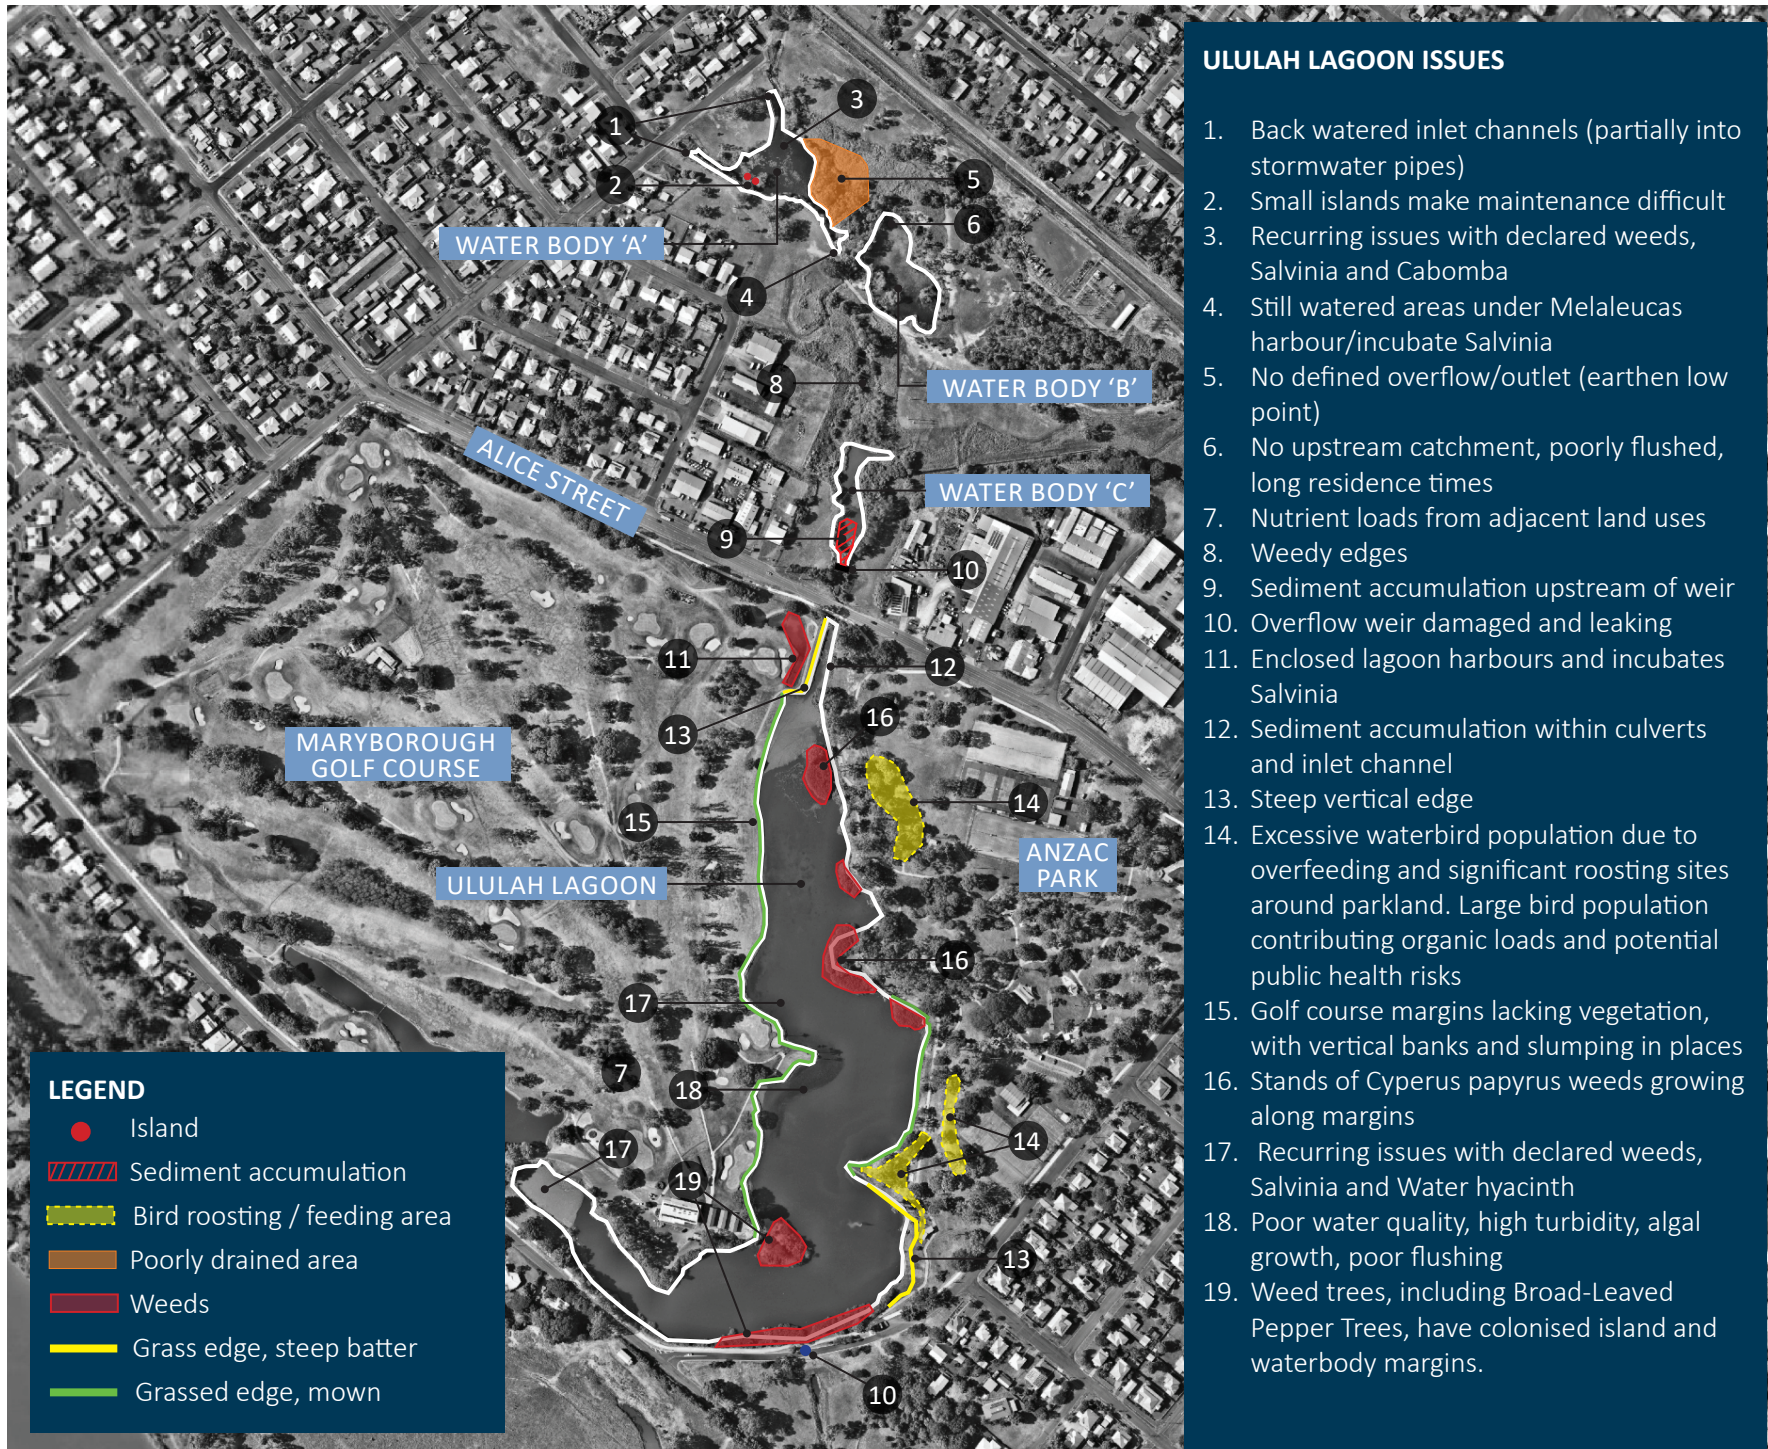 ULULAH LAGOON ISSUES
1. Back watered inlet channels (partially into
stormwater pipes)
2. Small islands make maintenance difficult
3. Recurring issues with declared weeds,
Salvinia and Cabomba
4. Still watered areas under Melaleucas
harbour/incubate Salvinia
5. No defined overflow/outlet (earthen low
point)
6. No upstream catchment, poorly flushed,
long residence times
7. Nutrient loads from adjacent land uses
8. Weedy edges
9. Sediment accumulation upstream of weir
10. Overflow weir damaged and leaking
11. Enclosed lagoon harbours and incubates
Salvinia
12. Sediment accumulation within culverts
and inlet channel
13. Steep vertical edge
14. Excessive waterbird population due to
overfeeding and significant roosting sites
around parkland. Large bird population
contributing organic loads and potential
public health risks
15. Golf course margins lacking vegetation,
with vertical banks and slumping in places
16. Stands of Cyperus papyrus weeds growing
along margins
17. Recurring issues with declared weeds,
Salvinia and Water hyacinth
18. Poor water quality, high turbidity, algal
growth, poor flushing
19. Weed trees, including Broad-Leaved
Pepper Trees, have colonised island and
waterbody margins.
3
1
5
2
6
WATER BODY 'A'
4
8
WATER BODY 'B'
ALICE STREET
WATER BODY 'C'
9
10
11
12
16
13
MARYBOROUGH
GOLF COURSE
14
15
ANZAC
PARK
ULULAH LAGOON
16
17
7
18
14
17
19
13
10
LEGEND
Island
Sediment accumulation
Bird roosting / feeding area
Poorly drained area
Weeds
Grass edge, steep batter
Grassed edge, mown